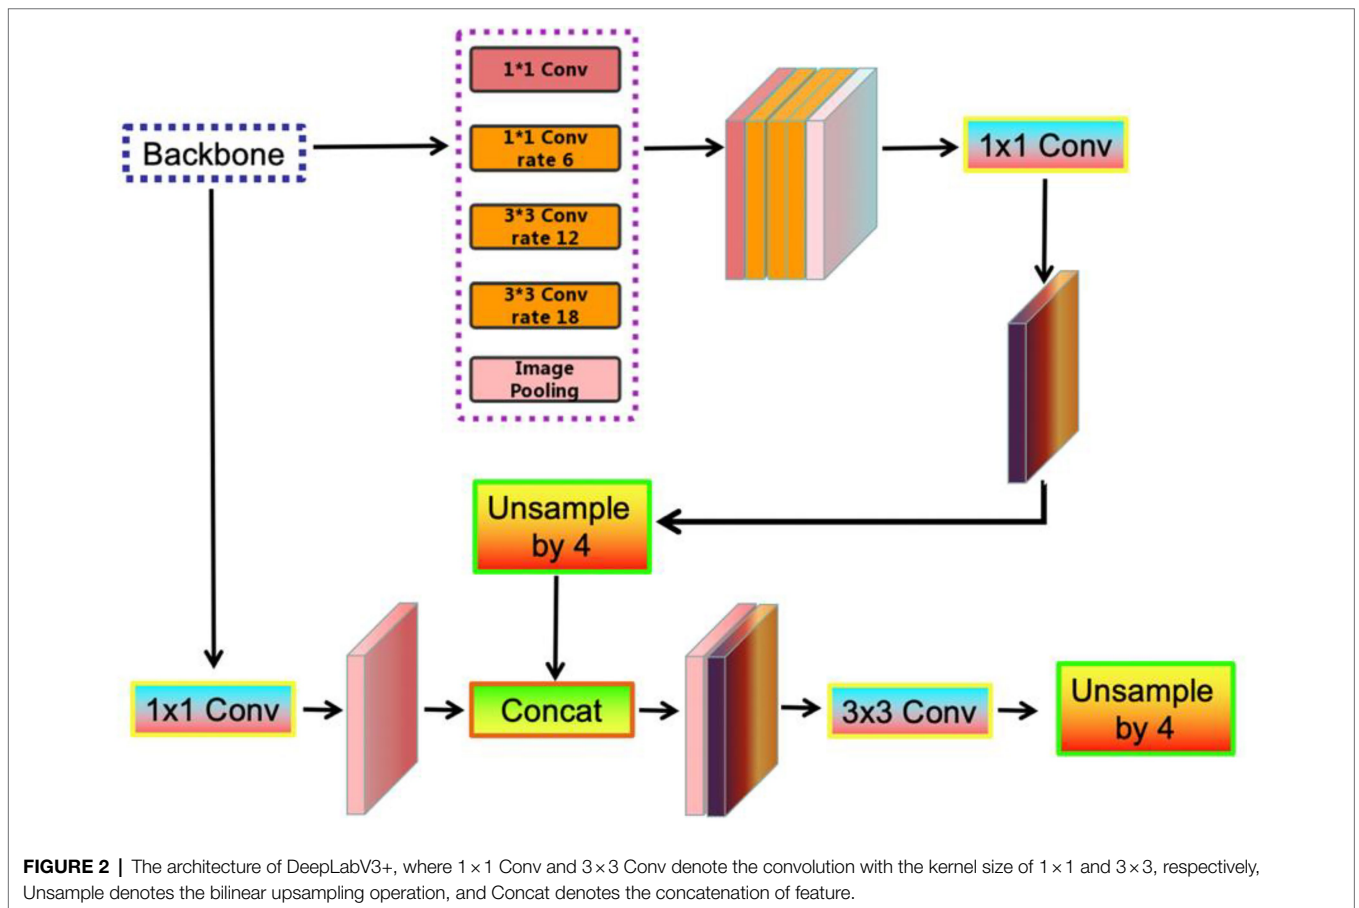 1*1 Conv
1*1 Conv
rate 6
3*3 Conv
rate 12
3*3 Conv
rate 18
Image
Pooling
Backbone
1x1 Conv
Unsample
by 4
1x1 Conv
Concat
3x3 Conv
Unsample
by 4
FIGURE 2 | The architecture of DeepLabV3+, where 1 × 1 Conv and 3 × 3 Conv denote the convolution with the kernel size of 1 × 1 and 3 × 3, respectively,
Unsample denotes the bilinear upsampling operation, and Concat denotes the concatenation of feature.